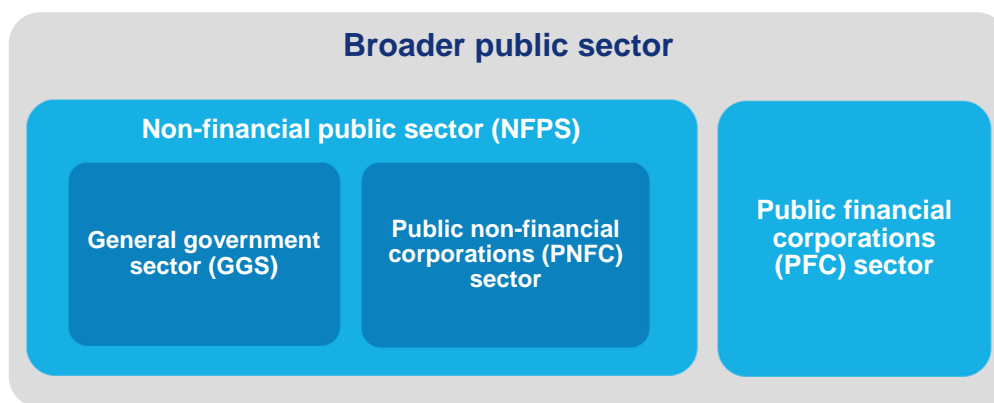 Broader public sector
Non-financial public sector (NFPS)
General government
sector (GGS)
Public non-financial
corporations (PNFC)
sector
Public financial
corporations
(PFC) sector